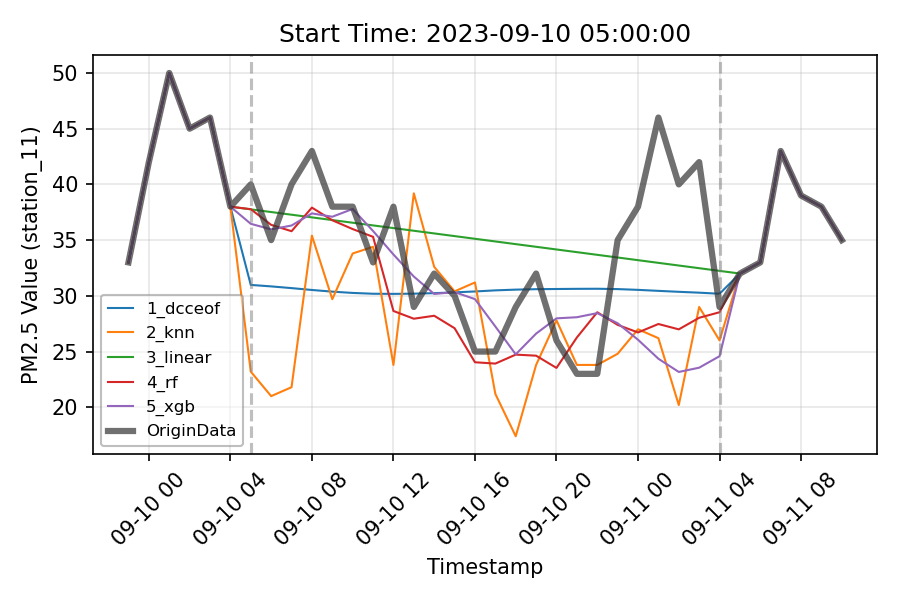 Start Time: 2023-09-10 05:00:00
PM2.5 Value (station_11)
50
45
40
35
30
25
20
1_dcceof
2_knn
3_linear
4_rf
5_xgb
OriginData
09-10 00
09-10 04
09-10 08
09-10 12
09-10 16
09-10 20
09-11 00
09-11 04
09-11 08
Timestamp